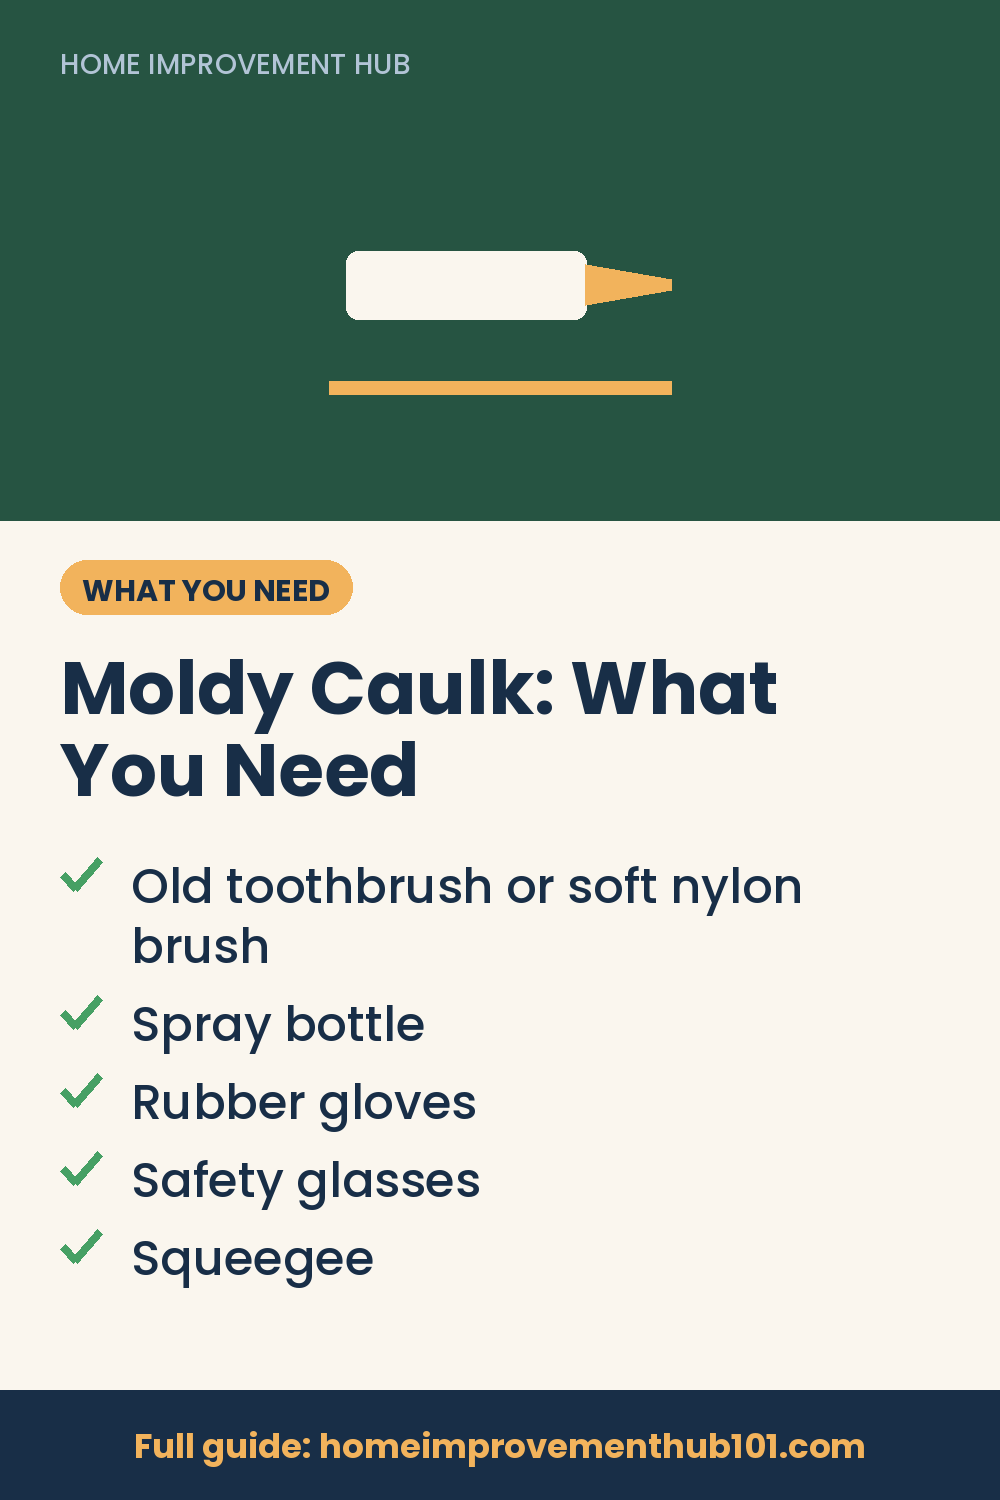 HOME IMPROVEMENT HUB
WHAT YOU NEED
Moldy Caulk: What
You Need
Old toothbrush or soft nylon
brush
Spray bottle
Rubber gloves
Safety glasses
Squeegee
Full guide: homeimprovementhub101.com